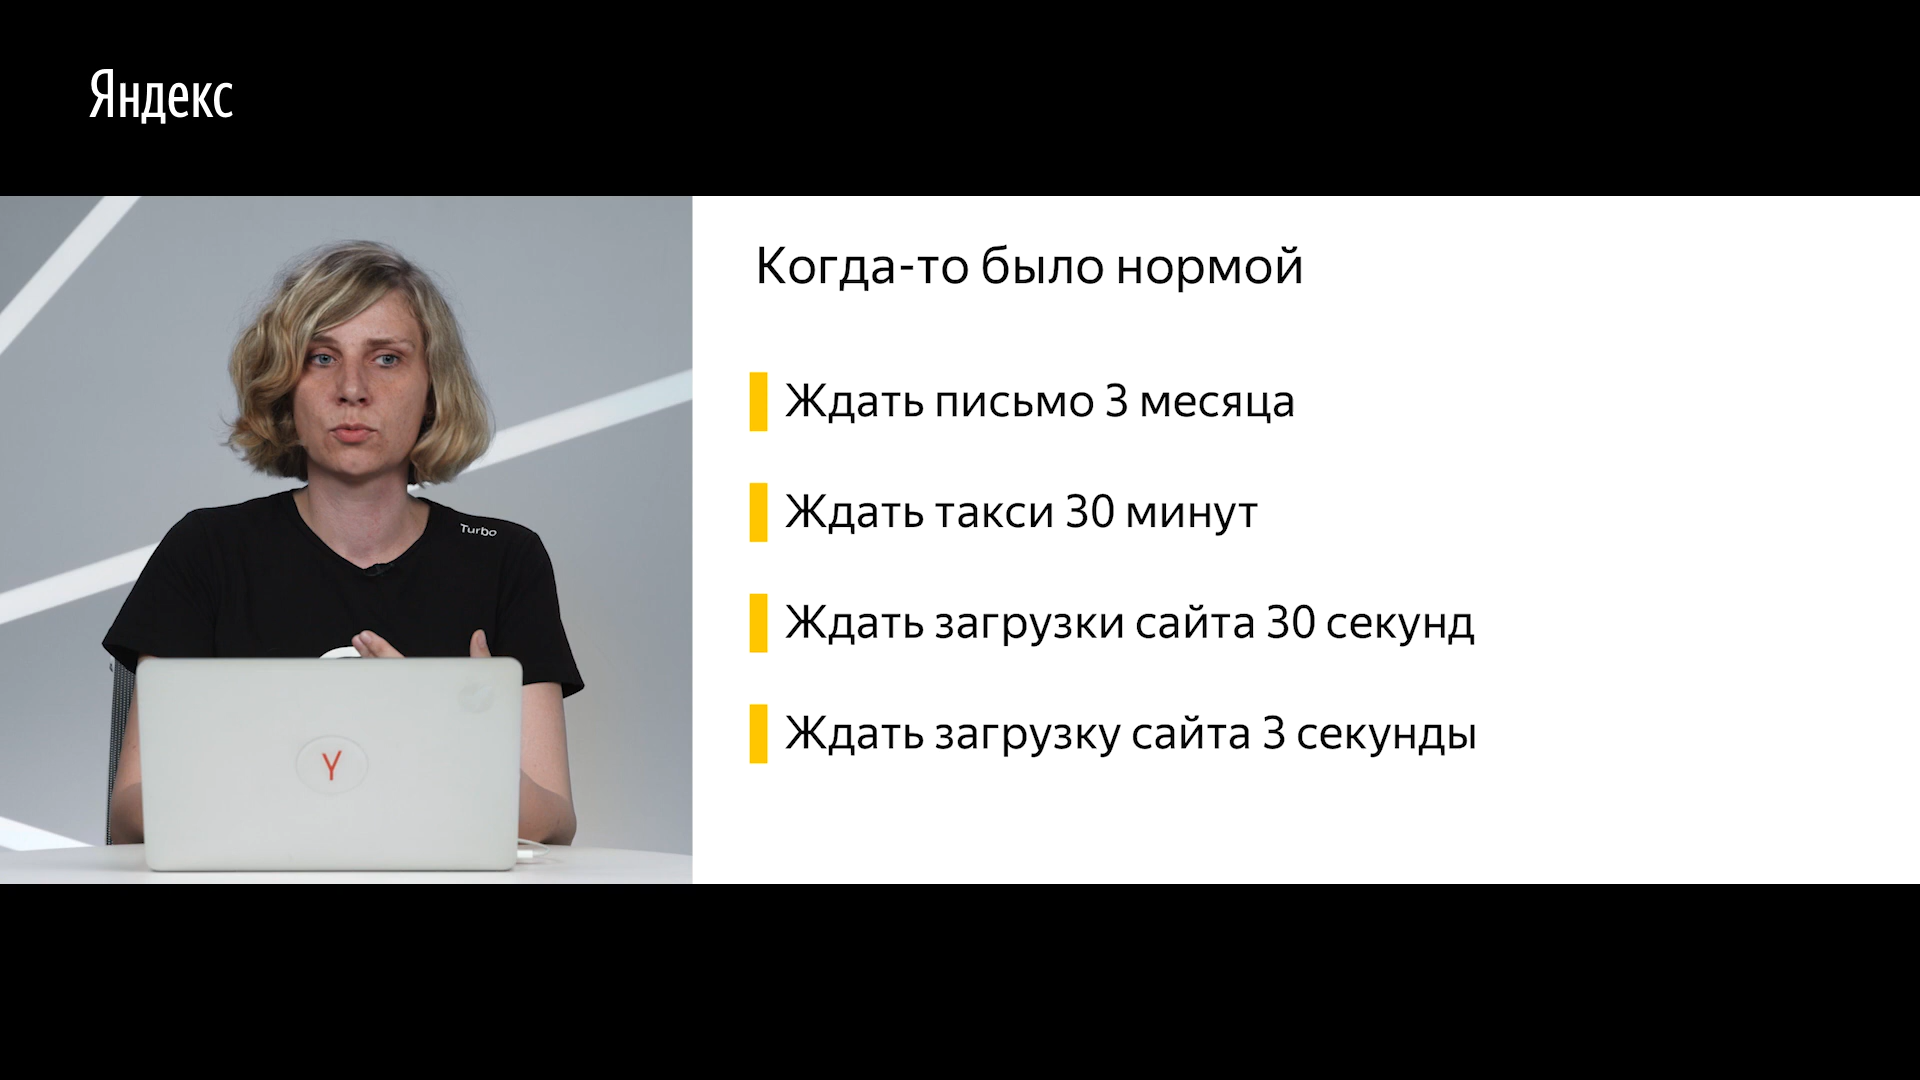 Яндекс
Когда-то было нормой
Ждать письмо 3 месяца
Ждать такси 30 минут
Ждать загрузки сайта 30 секунд
Ждать загрузку сайта 3 секунды
Turbo
Y